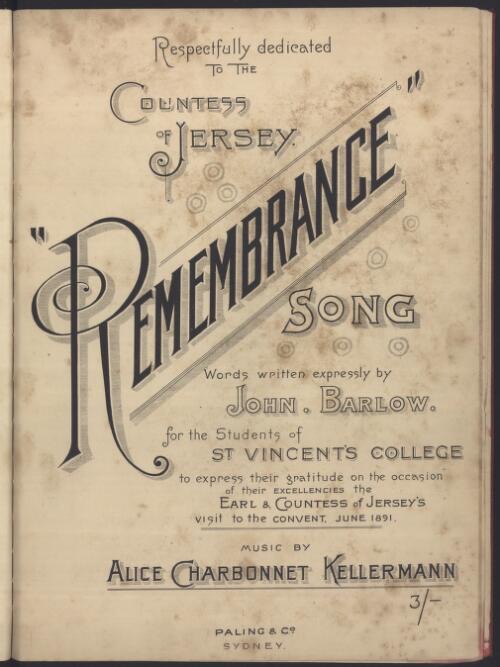 Respectfully dedicated
TO THE
COUNTESS
of JERSEY.
"REMEMBRANCE"
SONG
Words written expressly by
JOHN. BARLOW.
for the Students of
ST VINCENT'S COLLEGE
to express their gratitude on the occasion
of their EXCELLENCIES the
EARL & COUNTESS of JERSEY'S
VISIT to the CONVENT, JUNE 1891.
MUSIC BY
ALICE CHARBONNET KELLERMANN
3/-
PALING & Co
SYDNEY.